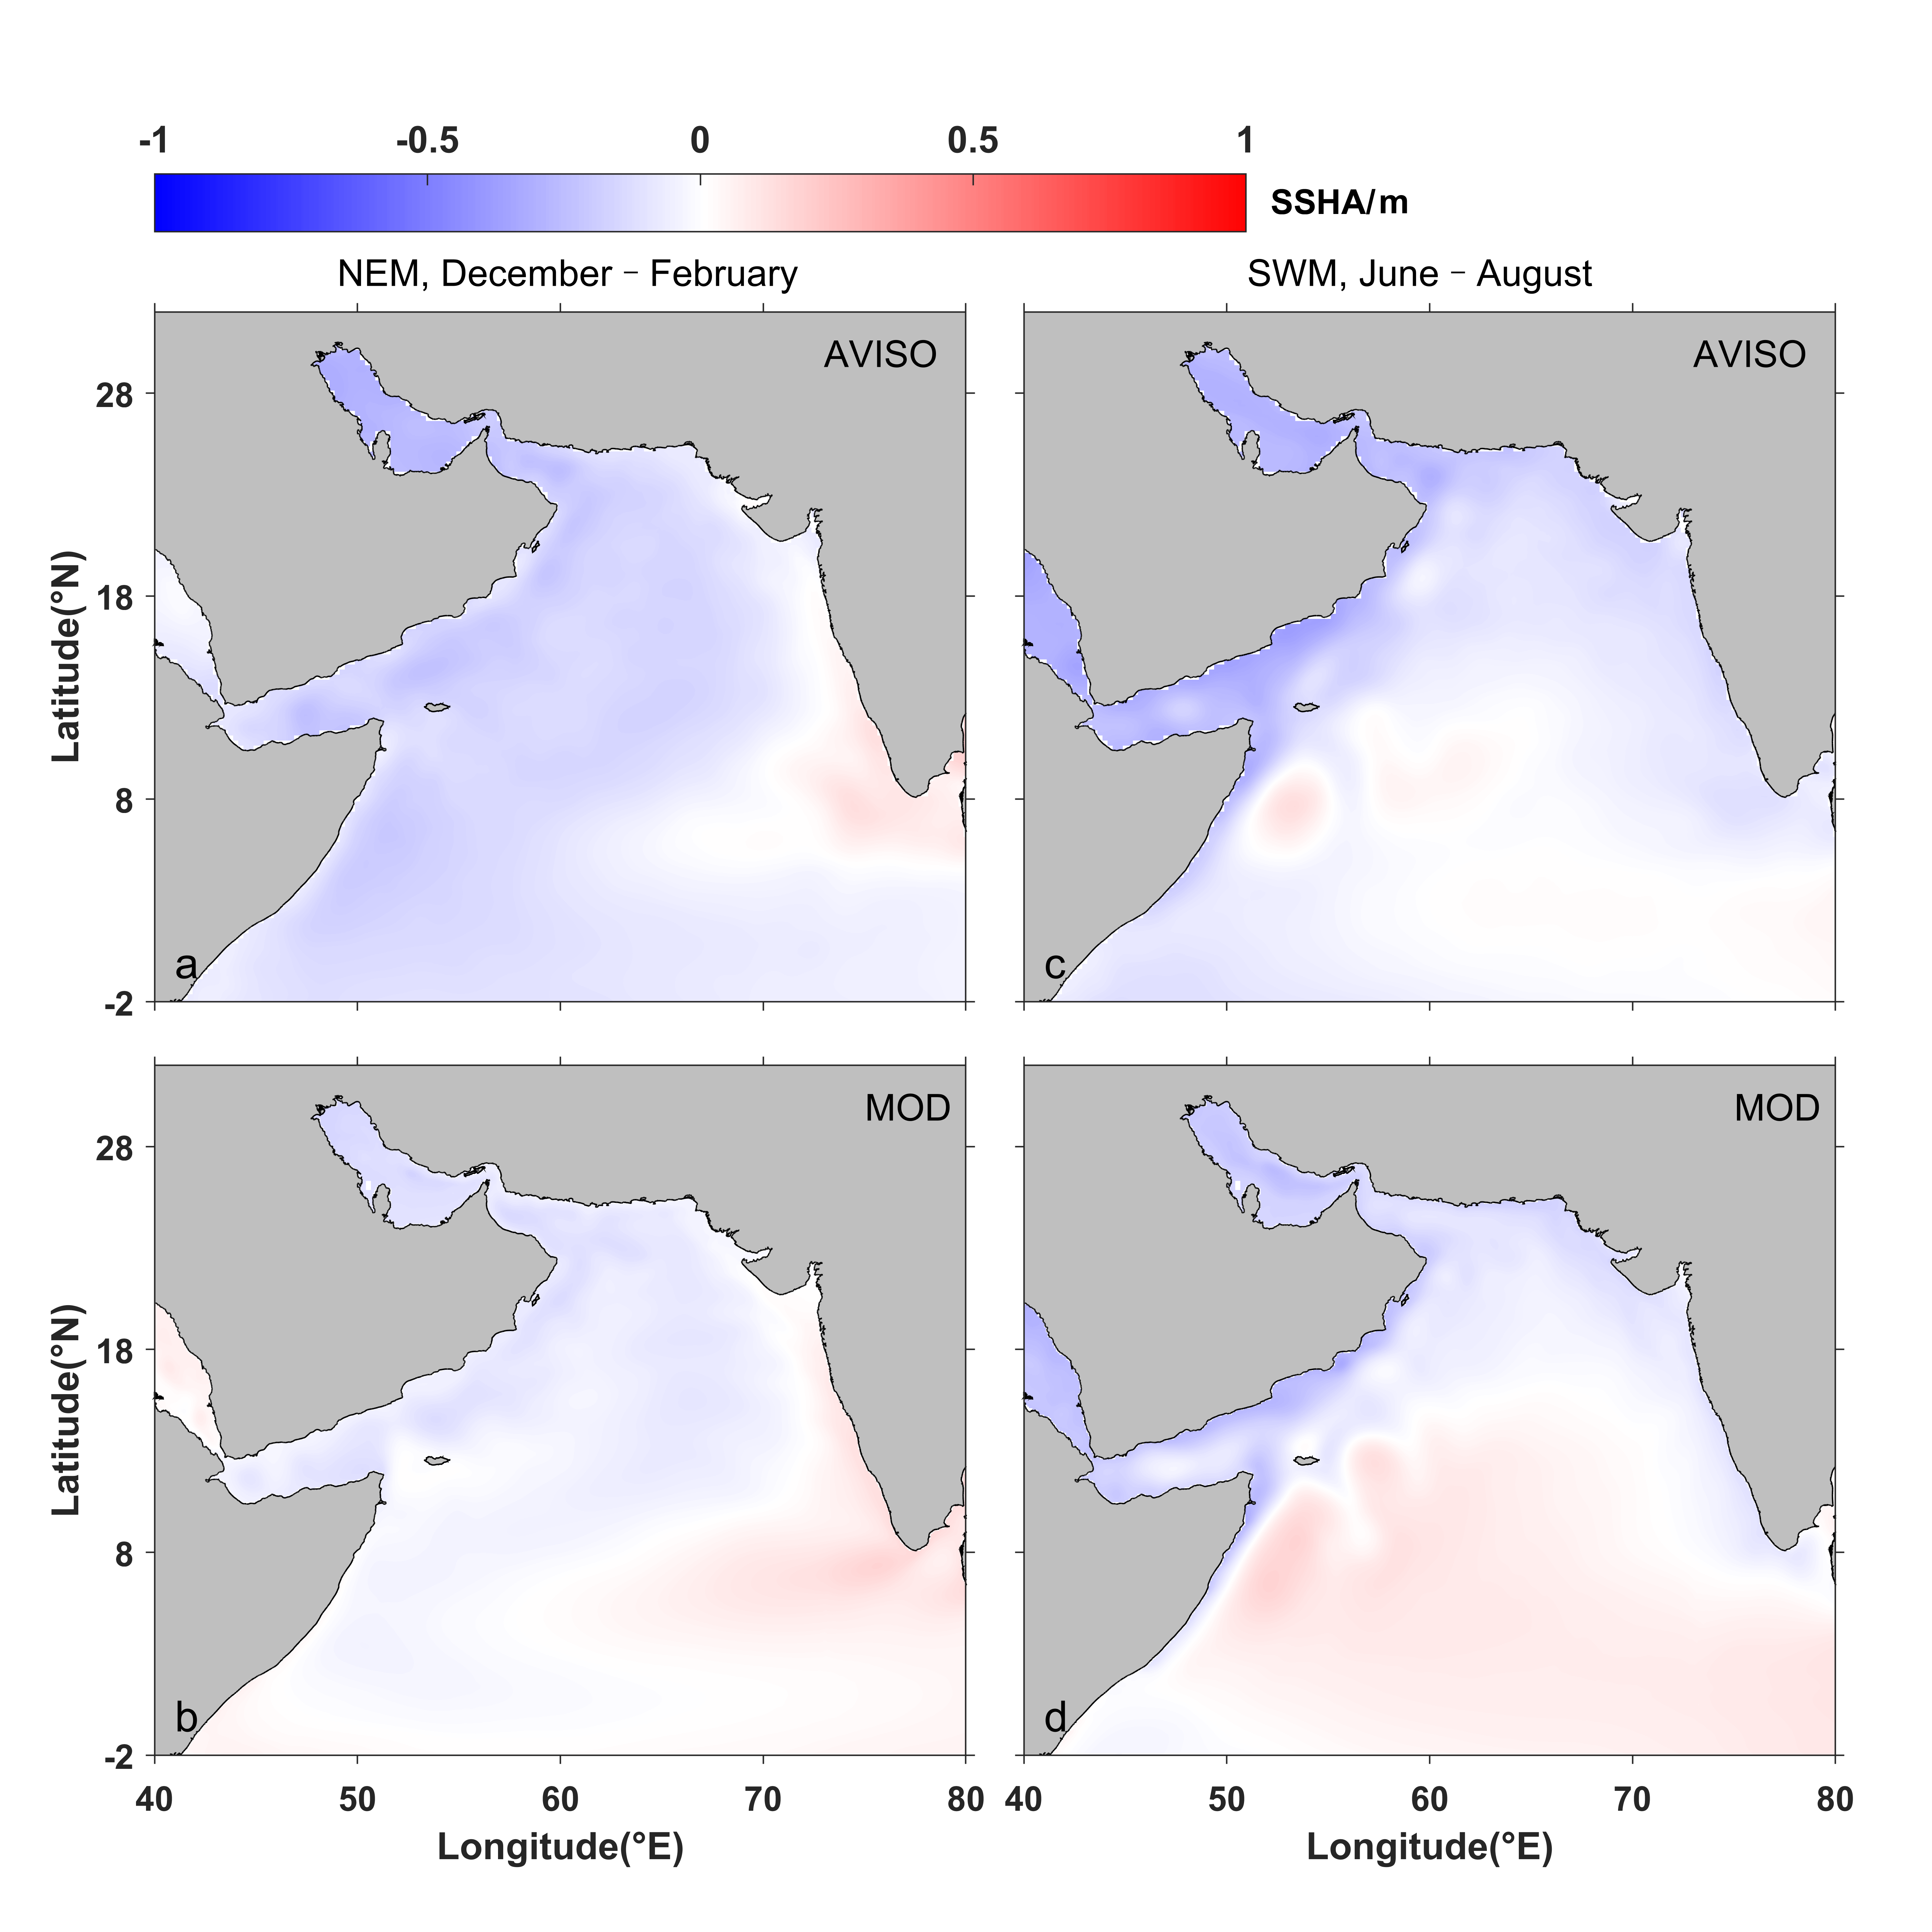 -1 -0.5 0 0.5 1
SSHA/m
NEM, December − February
SWM, June − August
AVISO
AVISO
28
18
8
-2
Latitude(°N)
a
c
MOD
MOD
28
18
8
-2
Latitude(°N)
b
d
40 50 60 70 80
40 50 60 70 80
Longitude(°E)
Longitude(°E)